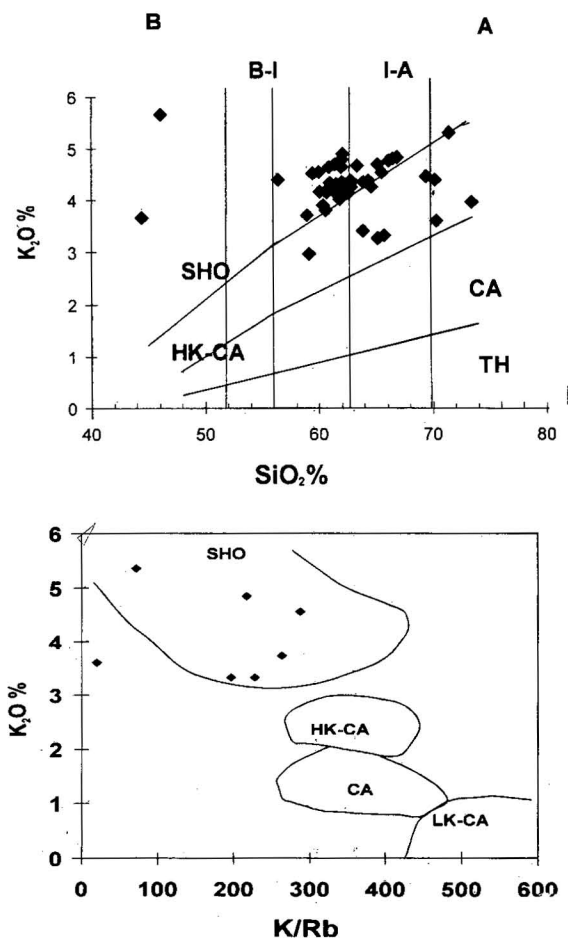 B A
B-I I-A
6
5
4
3
2
1
0
K₂O %
SHO
HK-CA
CA
TH
40 50 60 70 80
SiO₂%
6
5
4
3
2
1
0
K₂O %
SHO
HK-CA
CA
LK-CA
0 100 200 300 400 500 600
K/Rb